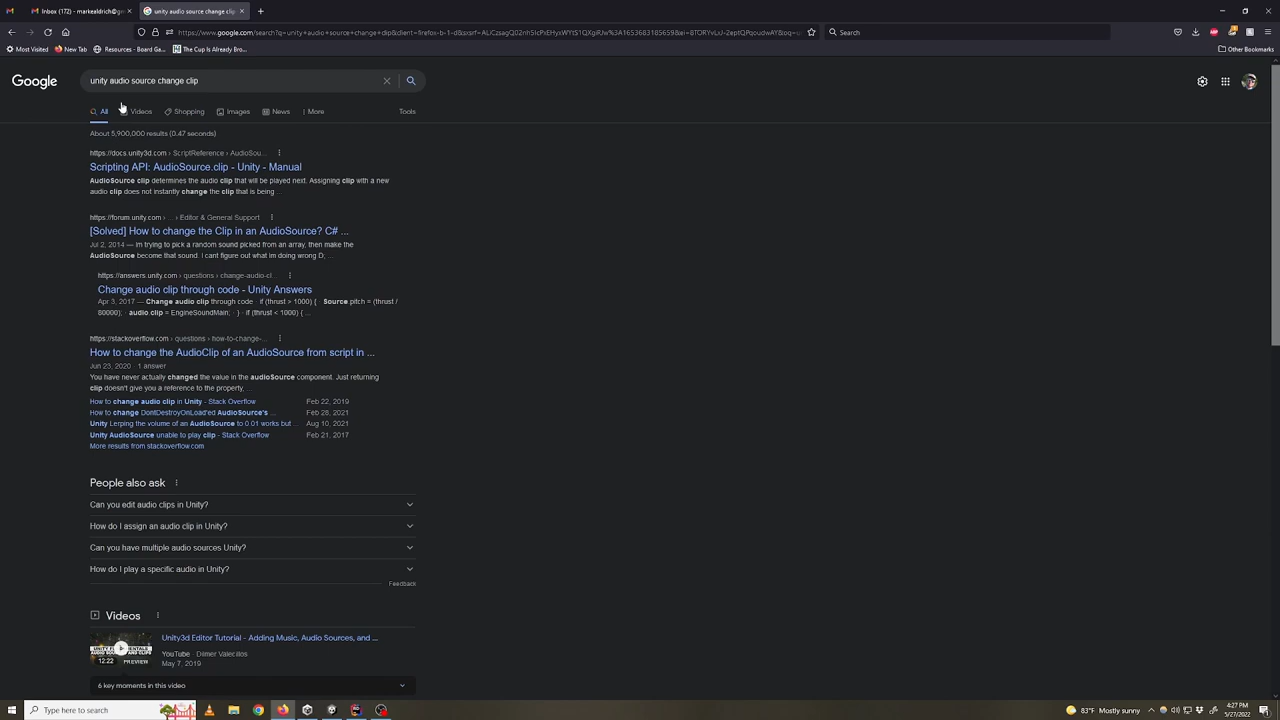 Inbox (172) - markealdrich@g
unity audio source change clip
Search
Most Visited
New Tab
Resources - Board Ga...
The Cup Is Already Bro...
Other Bookmarks
Google
unity audio source change clip
All
Videos
Shopping
Images
News
More
Tools
About 5,900,000 results (0.47 seconds)
https://docs.unity3d.com › ScriptReference › AudioSou...
Scripting API: AudioSource.clip - Unity - Manual
AudioSource clip determines the audio clip that will be played next. Assigning clip with a new
audio clip does not instantly change the clip that is being ...
https://forum.unity.com › ... › Editor & General Support
[Solved] How to change the Clip in an AudioSource? C# ...
Jul 2, 2014 — im trying to pick a random sound picked from an array, then make the
AudioSource become that sound. I cant figure out what im doing wrong D; ...
https://answers.unity.com › questions › change-audio-cl...
Change audio clip through code - Unity Answers
Apr 3, 2017 — Change audio clip through code · if (thrust > 1000) { · Source.pitch = (thrust /
80000); · audio.clip = EngineSoundMain; · } · if (thrust < 1000) { ...
https://stackoverflow.com › questions › how-to-change-...
How to change the AudioClip of an AudioSource from script in ...
Jun 23, 2020 · 1 answer
You have never actually changed the value in the audioSource component. Just returning
clip doesn't give you a reference to the property, ...
How to change audio clip in Unity - Stack Overflow Feb 22, 2019
How to change DontDestroyOnLoad'ed AudioSource's ... Feb 28, 2021
Unity Lerping the volume of an AudioSource to 0.01 works but ... Aug 10, 2021
Unity AudioSource unable to play clip - Stack Overflow Feb 21, 2017
More results from stackoverflow.com
People also ask
Can you edit audio clips in Unity?
How do I assign an audio clip in Unity?
Can you have multiple audio sources Unity?
How do I play a specific audio in Unity?
Feedback
Videos
Unity3d Editor Tutorial - Adding Music, Audio Sources, and ...
YouTube · Dilmer Valecillos
May 7, 2019
12:22
PREVIEW
6 key moments in this video
Type here to search
83°F Mostly sunny
4:27 PM
5/27/2022